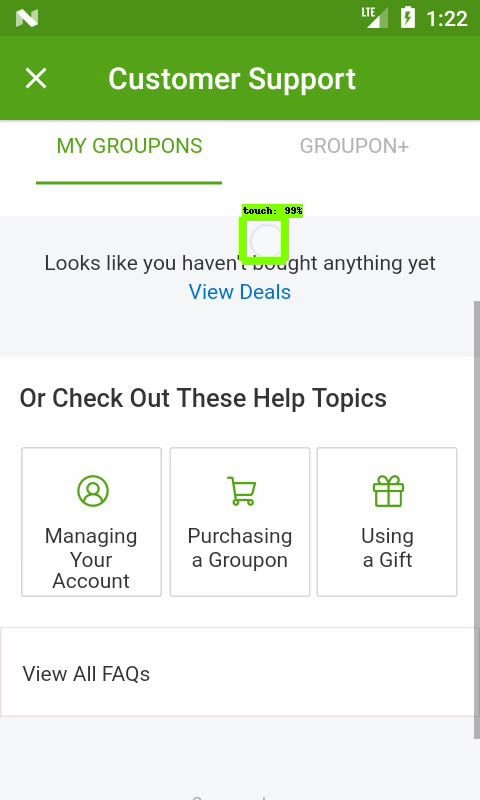 LTE 1:22
Customer Support
MY GROUPONS GROUPON+
touch: 99%
Looks like you haven't bought anything yet
View Deals
Or Check Out These Help Topics
Managing Your Account
Purchasing a Groupon
Using a Gift
View All FAQs